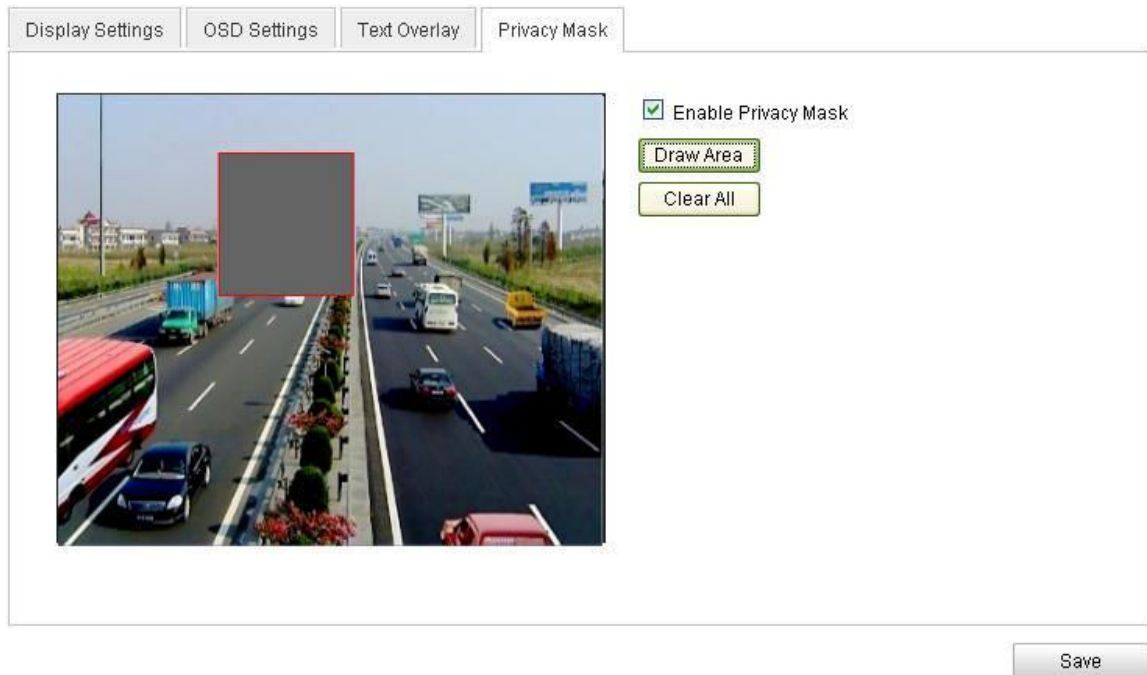 Display Settings OSD Settings Text Overlay Privacy Mask
Enable Privacy Mask
Draw Area
Clear All
Save